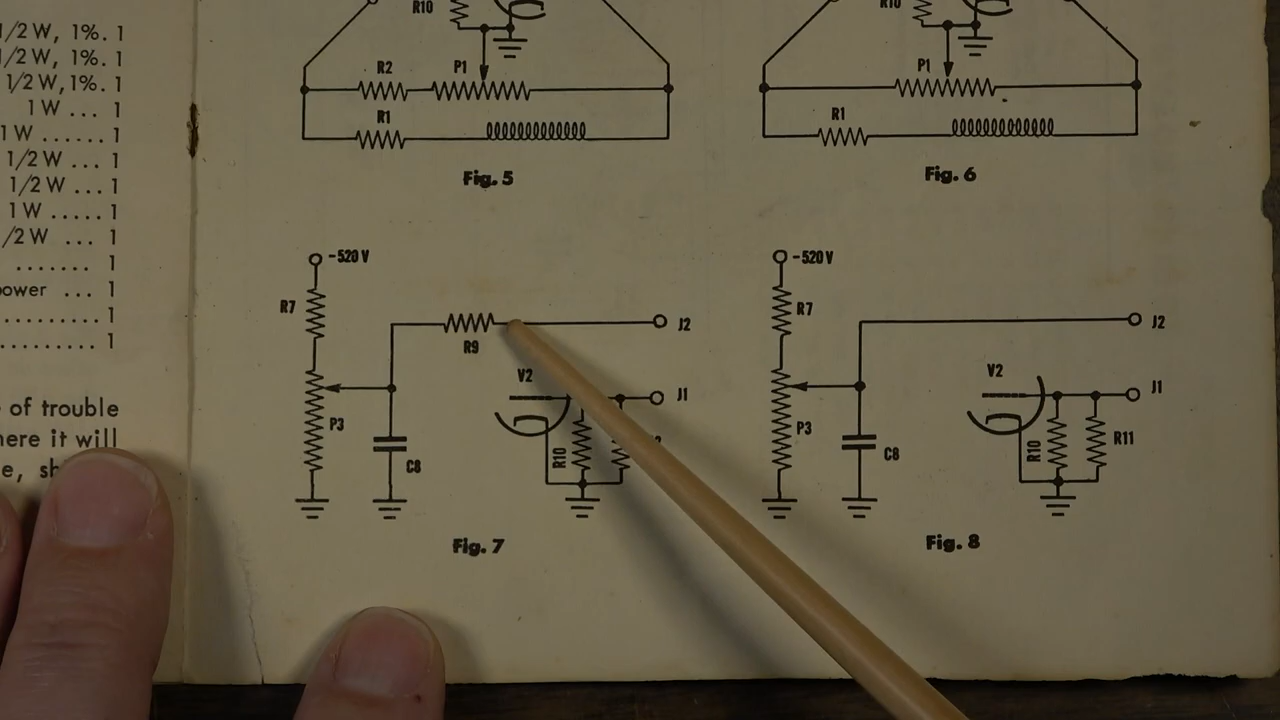 1/2 W, 1%. 1
1/2 W, 1%. 1
1/2 W, 1%. 1
1 W ... 1
1 W ...... 1
1/2 W ... 1
1/2 W ... 1
1 W ..... 1
/2 W ... 1
....... 1
ower ... 1
......... 1
......... 1
of trouble
here it will
e, sh
R10
R2
P1
R1
Fig. 5
R10
P1
R1
Fig. 6
-520 V
R7
R9
J2
V2
J1
P3
R10
C8
Fig. 7
-520 V
R7
J2
V2
J1
P3
R10
R11
C8
Fig. 8